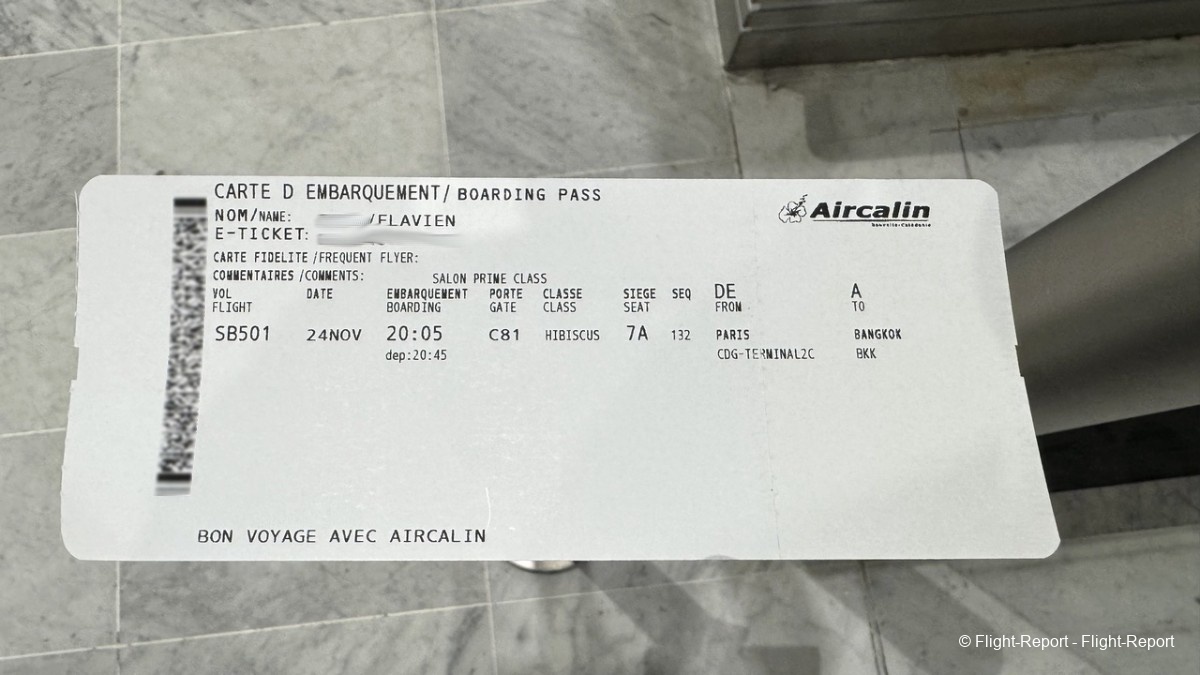 CARTE D EMBARQUEMENT/ BOARDING PASS
Aircalin
Nouvelle-Calédonie
NOM/NAME: /FLAVIEN
E-TICKET:
CARTE FIDELITE /FREQUENT FLYER:
COMMENTAIRES /COMMENTS: SALON PRIME CLASS
VOL DATE EMBARQUEMENT PORTE CLASSE SIEGE SEQ DE A
FLIGHT BOARDING GATE CLASS SEAT FROM TO
SB501 24NOV 20:05 C81 HIBISCUS 7A 132 PARIS BANGKOK
dep:20:45 CDG-TERMINAL2C BKK
BON VOYAGE AVEC AIRCALIN
© Flight-Report - Flight-Report